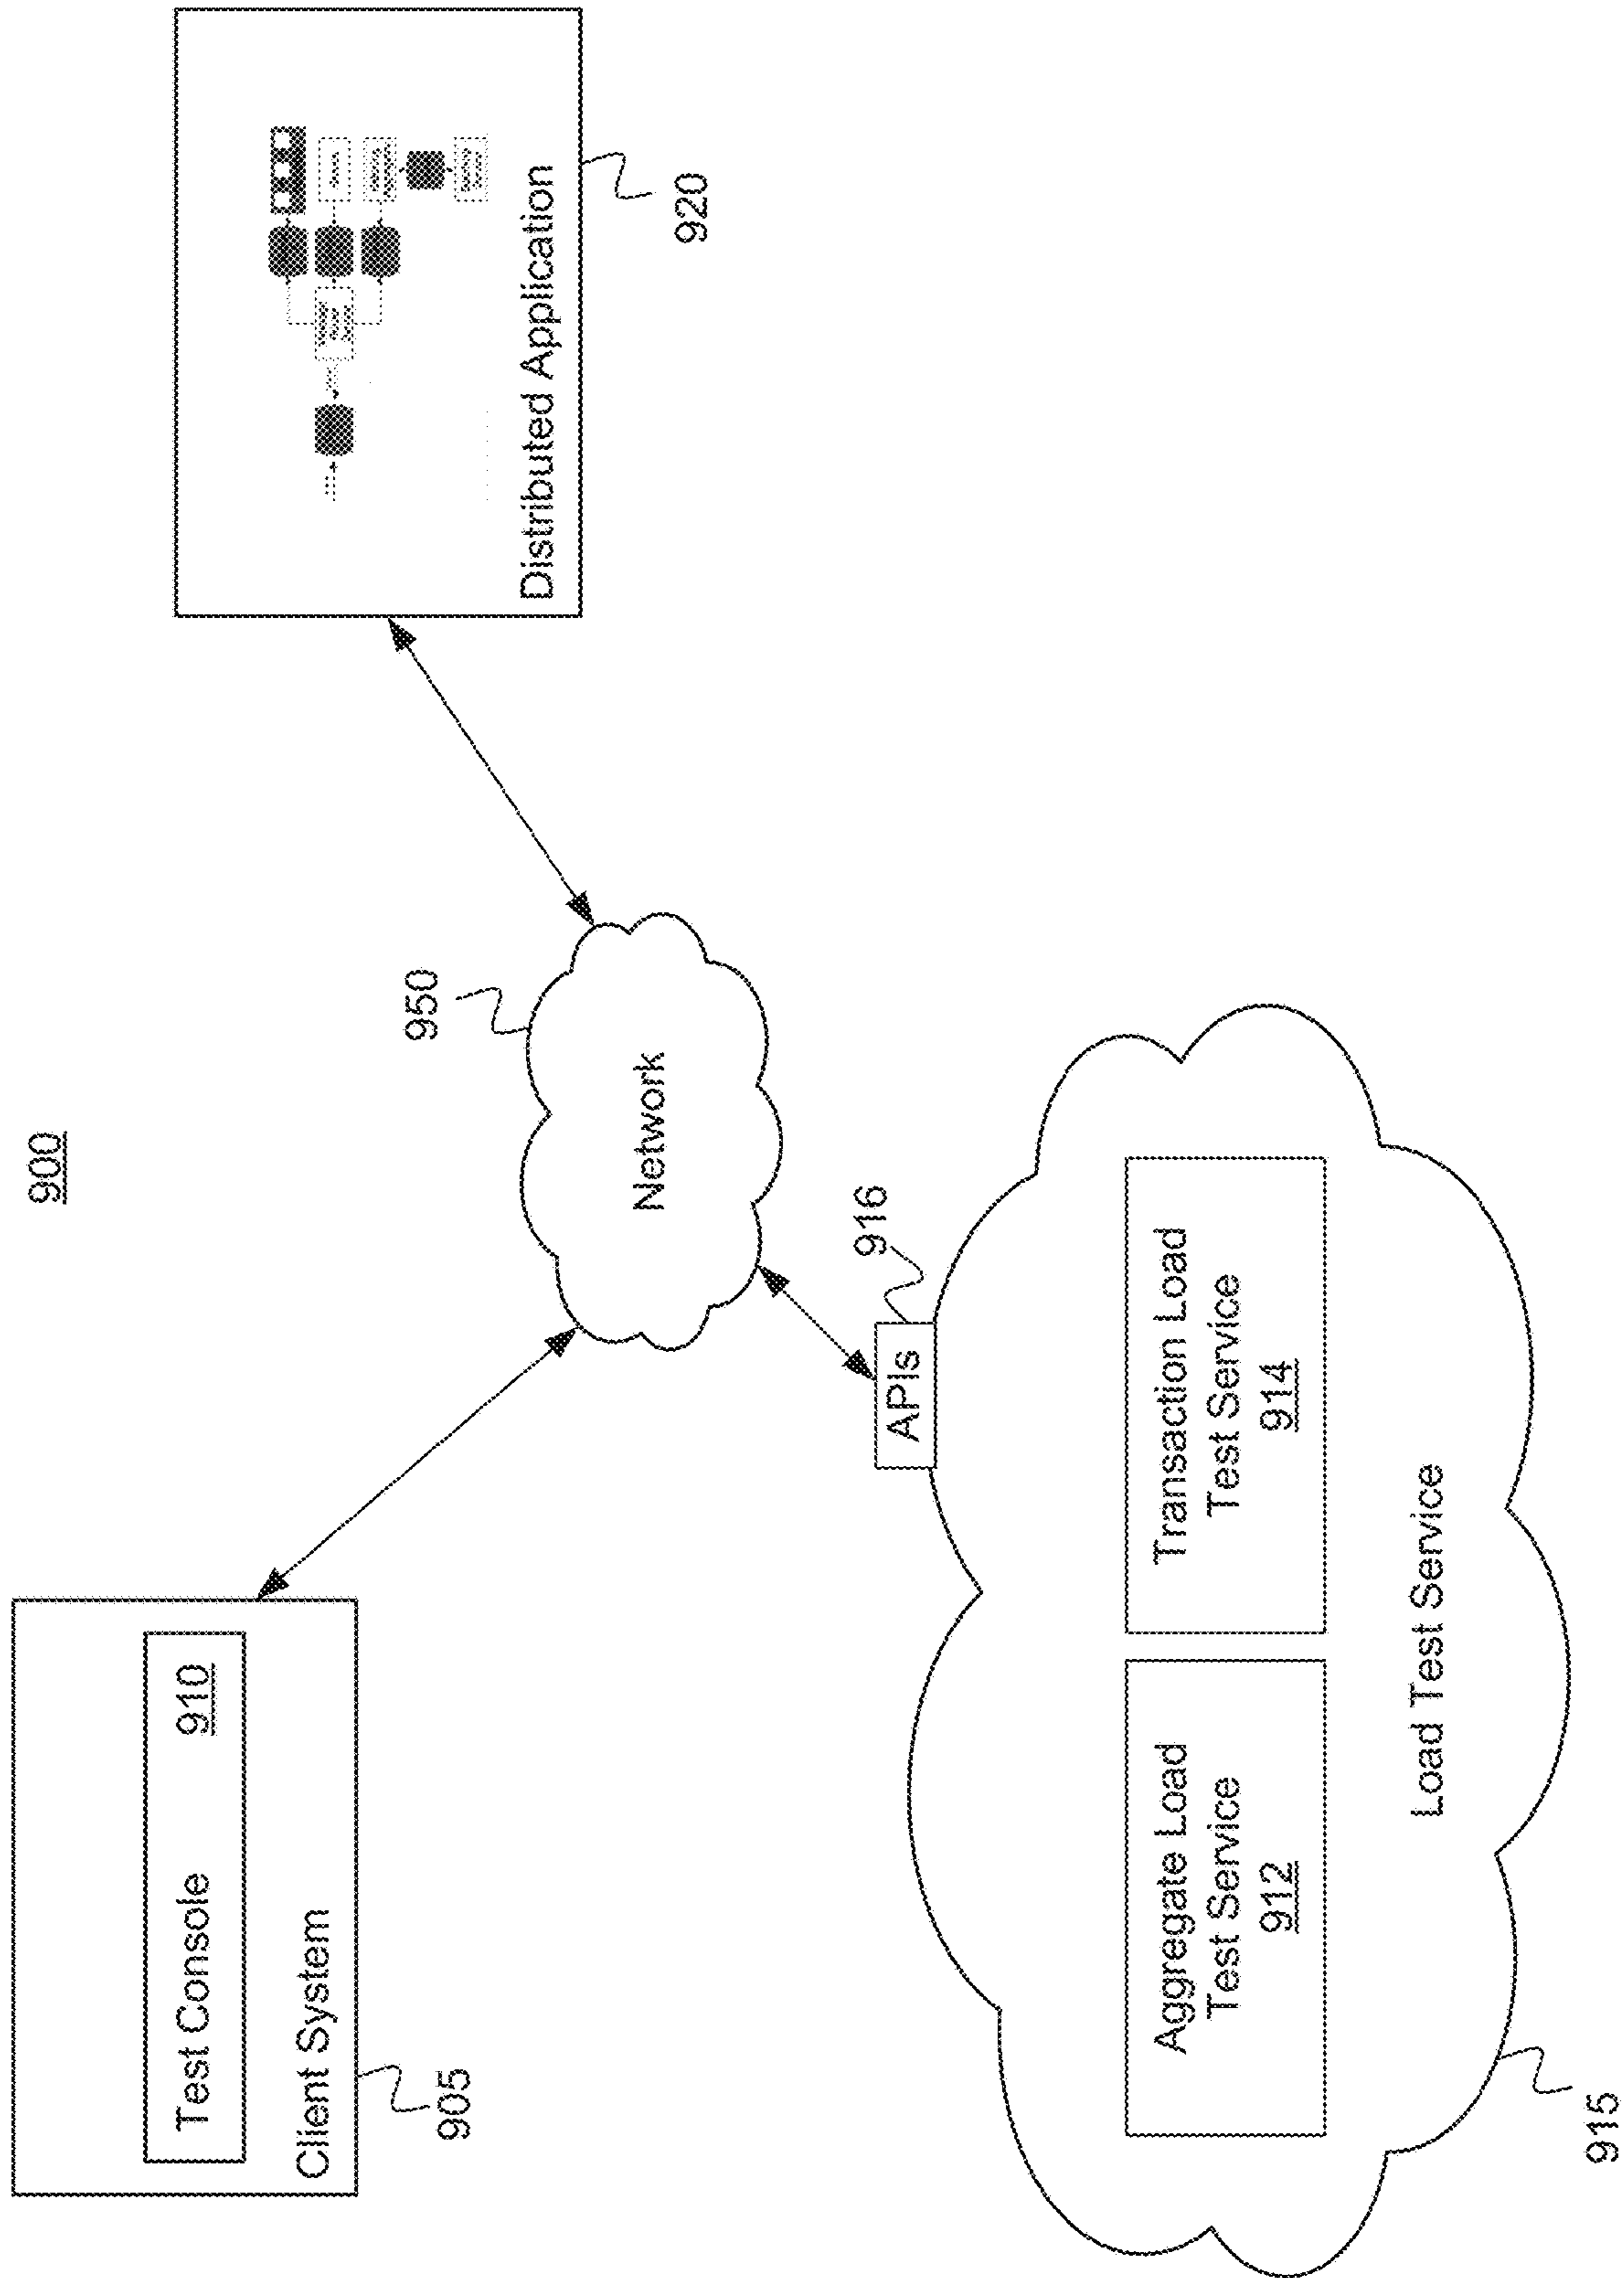 900
Test Console 910
Client System
905
950
Network
Distributed Application
920
APIs
916
Aggregate Load
Test Service
912
Transaction Load
Test Service
914
Load Test Service
915